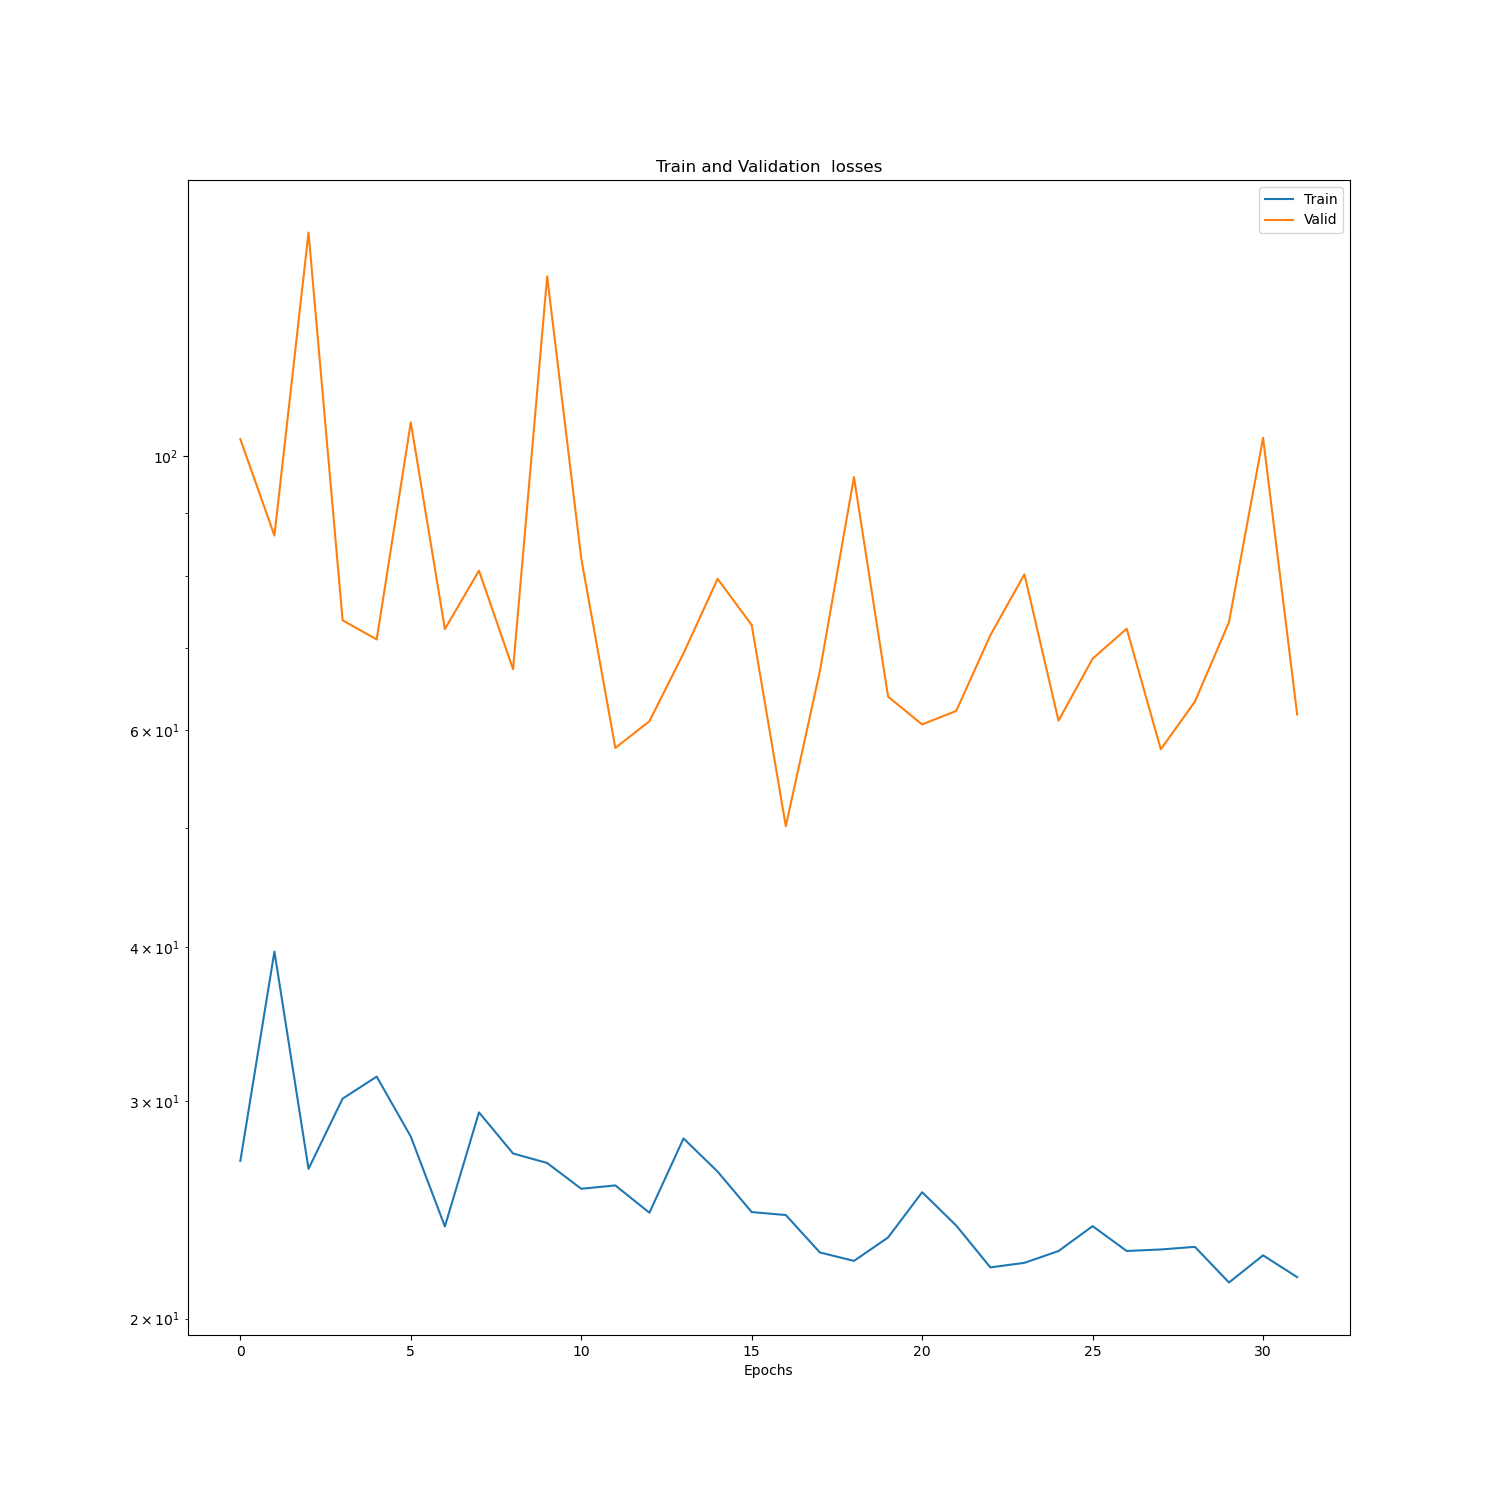 Train and Validation  losses
Train
Valid
10²
6 × 10¹
4 × 10¹
3 × 10¹
2 × 10¹
0 5 10 15 20 25 30
Epochs